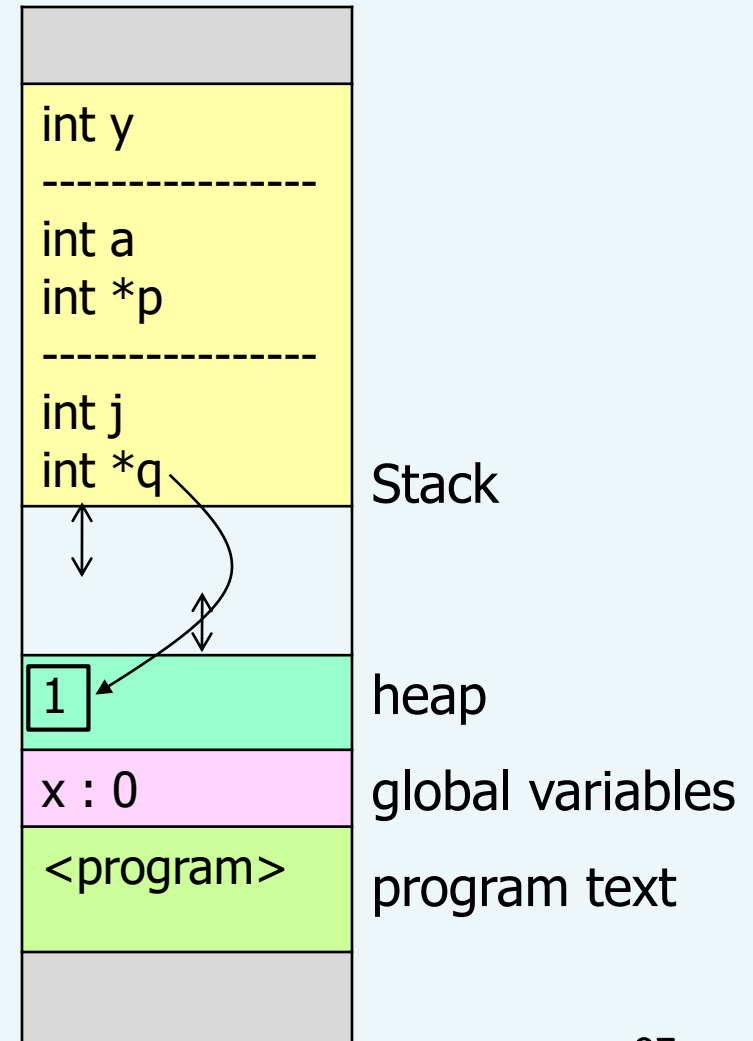 int y
----------------
int a
int *p
----------------
int j
int *q
Stack
1
heap
x : 0
global variables
<program>
program text